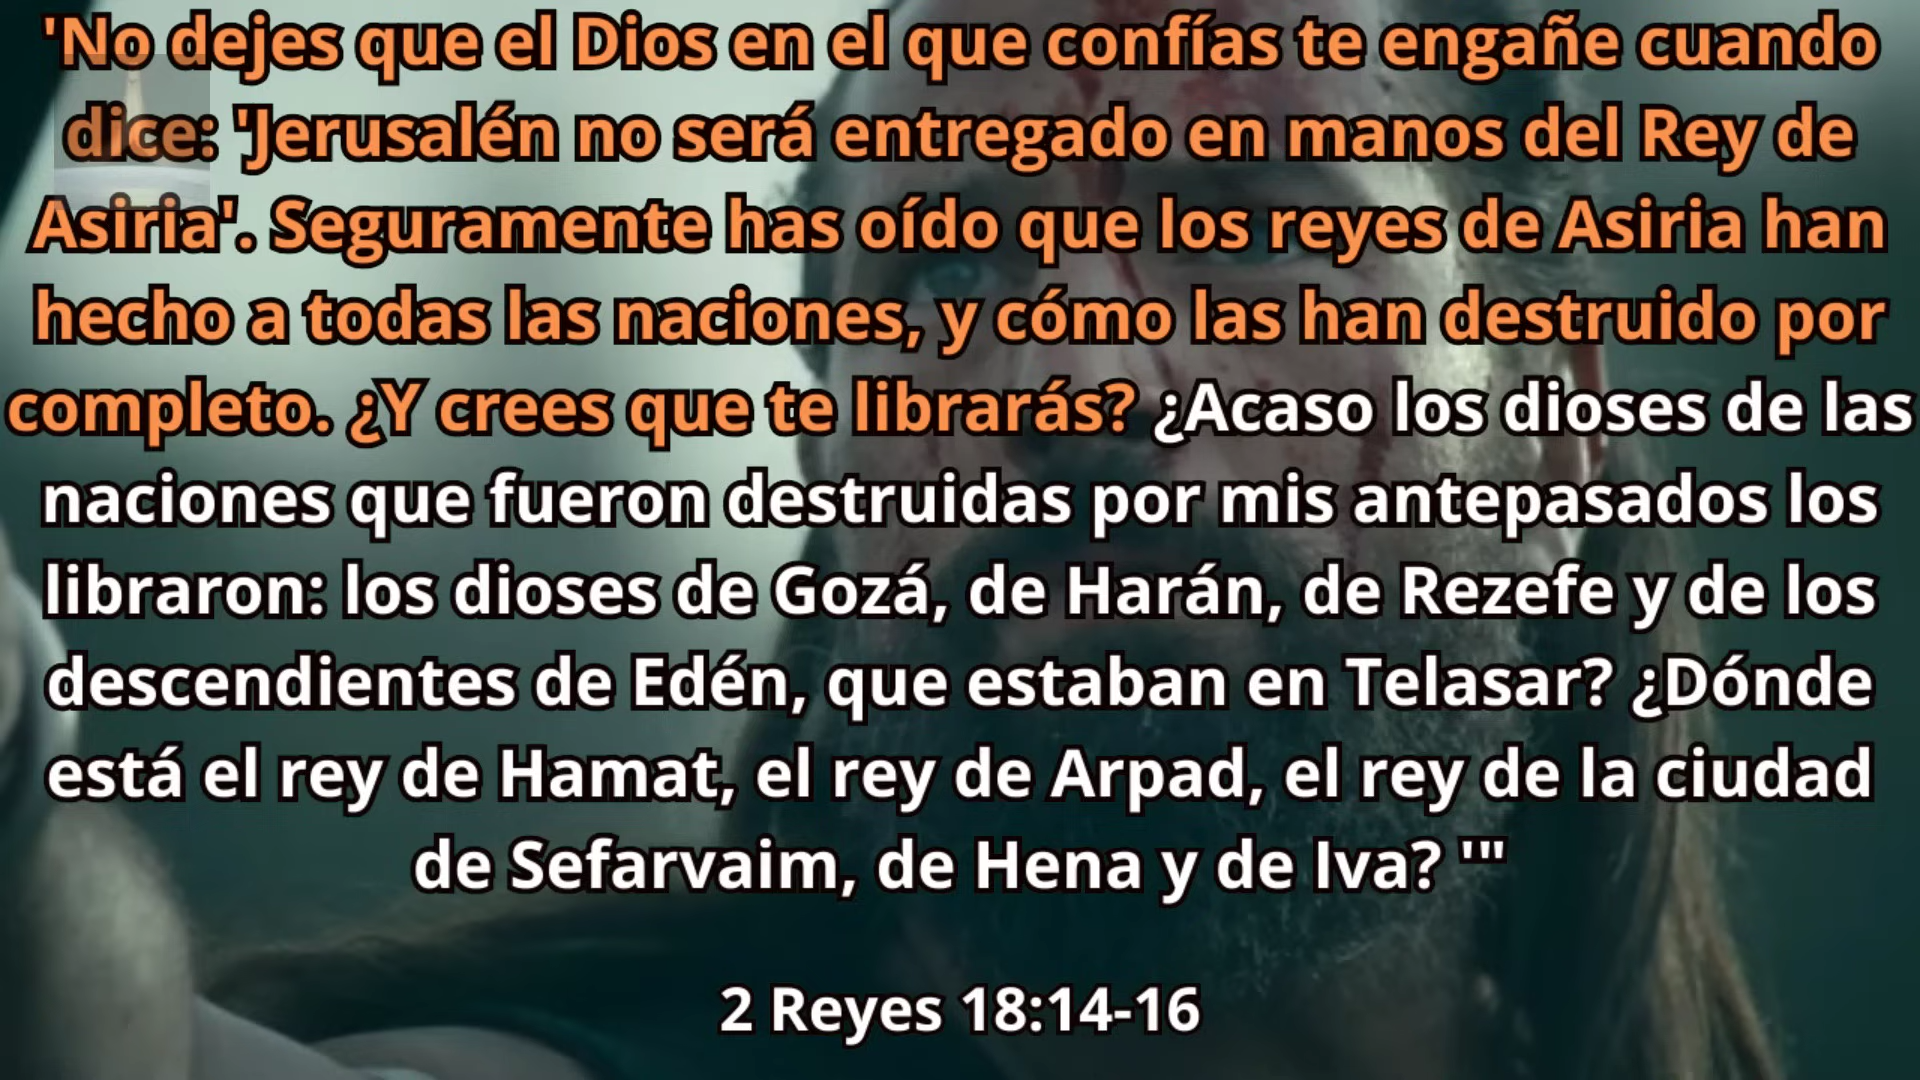 'No dejes que el Dios en el que confías te engañe cuando
dice: 'Jerusalén no será entregado en manos del Rey de
Asiria'. Seguramente has oído que los reyes de Asiria han
hecho a todas las naciones, y cómo las han destruido por
completo. ¿Y crees que te librarás? ¿Acaso los dioses de las
naciones que fueron destruidas por mis antepasados los
libraron: los dioses de Gozá, de Harán, de Rezefe y de los
descendientes de Edén, que estaban en Telasar? ¿Dónde
está el rey de Hamat, el rey de Arpad, el rey de la ciudad
de Sefarvaim, de Hena y de Iva? '"
2 Reyes 18:14-16